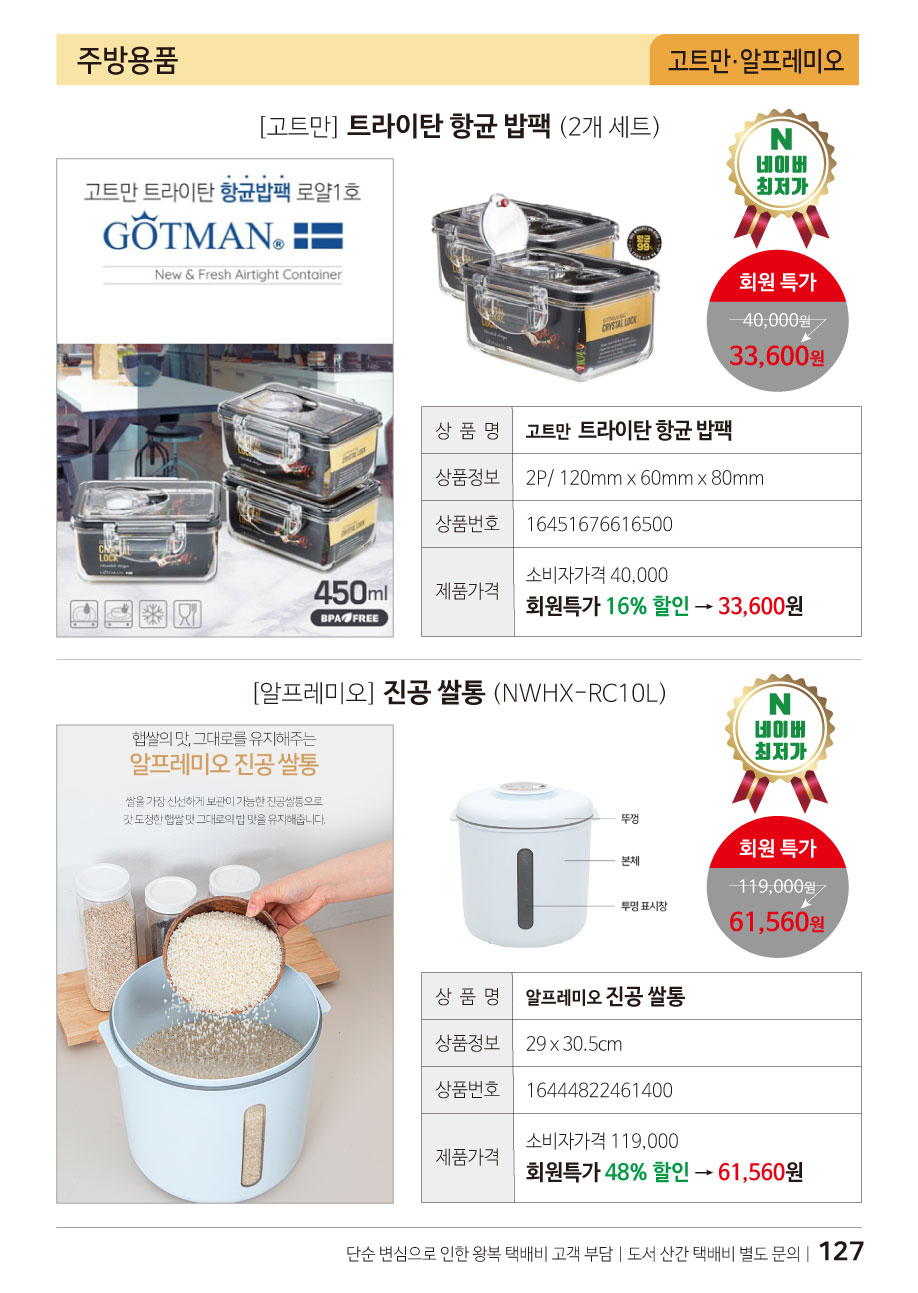 주방용품
고트만·알프레미오
[고트만] 트라이탄 항균 밥팩 (2개 세트)
N
네이버
최저가
고트만 트라이탄 항균밥팩 로얄1호
GOTMAN®
New & Fresh Airtight Container
항균
99
CRYSTAL LOCK
회원 특가
40,000원
33,600원
CRYSTAL LOCK
CRYSTAL LOCK
CRYSTAL
LOCK
GOTMAN
450ml
BPA FREE
상 품 명
고트만 트라이탄 항균 밥팩
상품정보
2P/ 120mm x 60mm x 80mm
상품번호
16451676616500
제품가격
소비자가격 40,000
회원특가 16% 할인 → 33,600원
[알프레미오] 진공 쌀통 (NWHX-RC10L)
N
네이버
최저가
햅쌀의 맛, 그대로를 유지해주는
알프레미오 진공 쌀통
쌀을 가장 신선하게 보관이 가능한 진공쌀통으로
갓 도정한 햅쌀 맛 그대로의 밥 맛을 유지해줍니다.
뚜껑
본체
투명 표시창
회원 특가
119,000원
61,560원
상 품 명
알프레미오 진공 쌀통
상품정보
29 x 30.5cm
상품번호
16444822461400
제품가격
소비자가격 119,000
회원특가 48% 할인 → 61,560원
단순 변심으로 인한 왕복 택배비 고객 부담 | 도서 산간 택배비 별도 문의 | 127